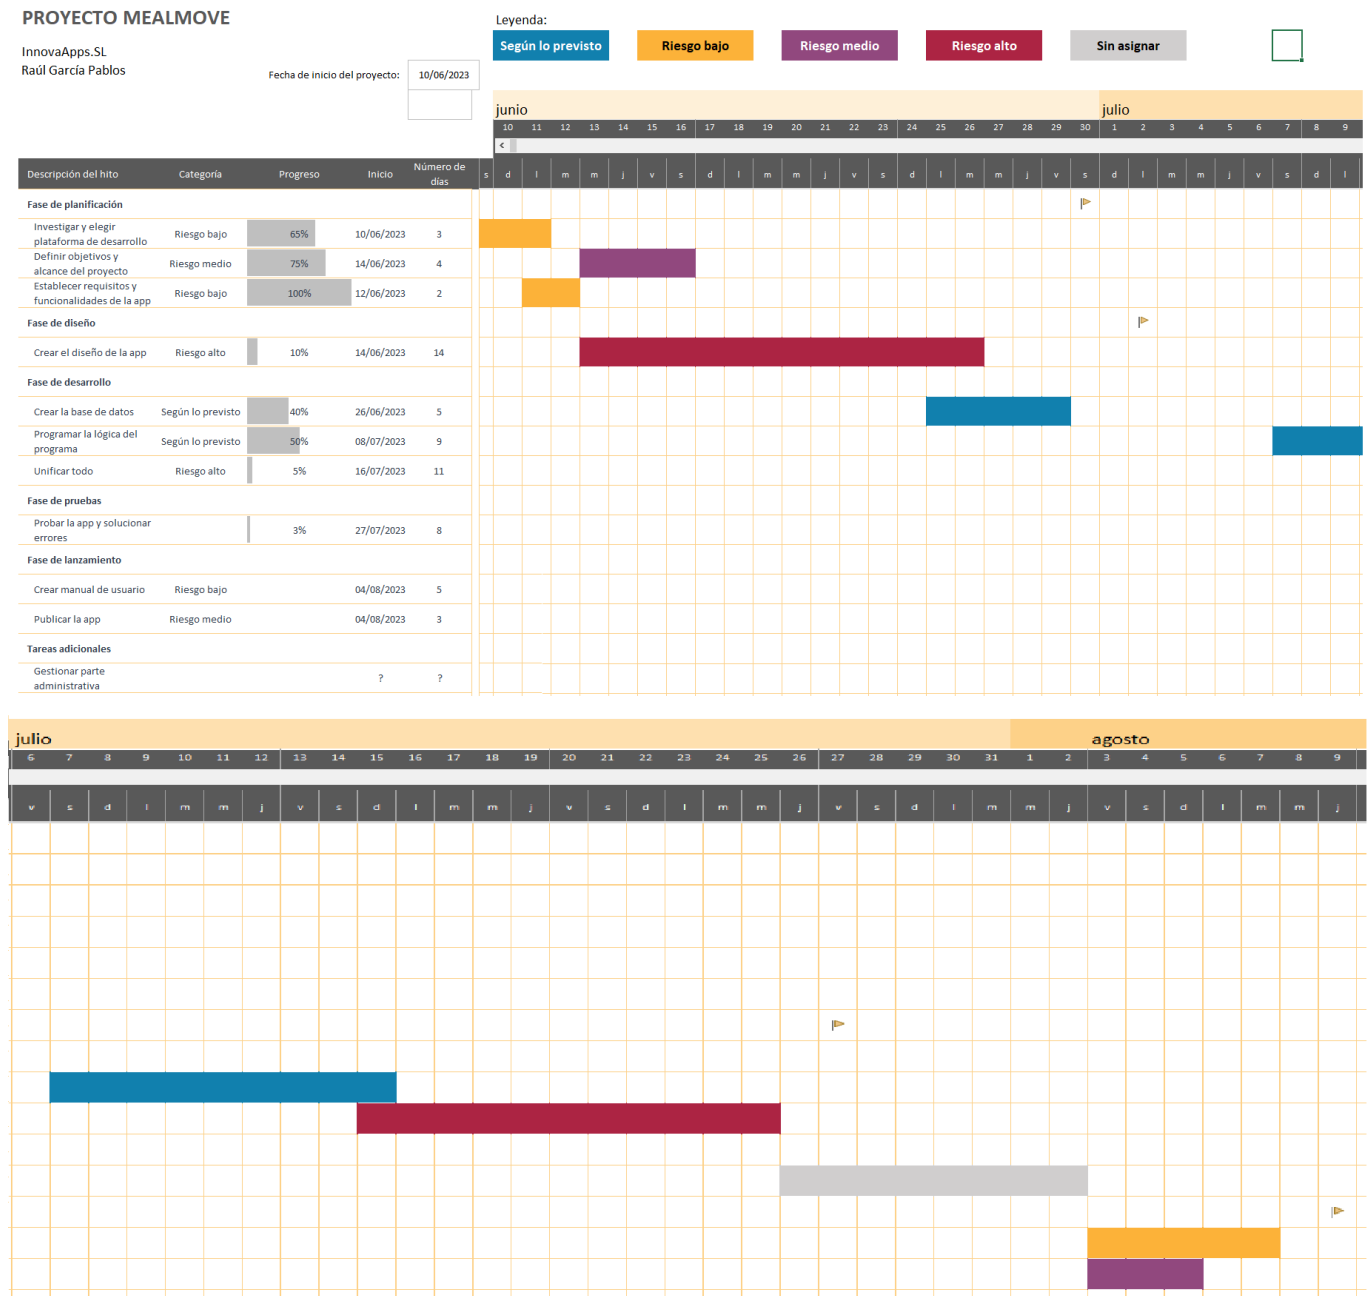 PROYECTO MEALMOVE
Leyenda:
InnovaApps.SL
Según lo previsto Riesgo bajo Riesgo medio Riesgo alto Sin asignar
Raúl García Pablos
Fecha de inicio del proyecto: 10/06/2023
junio julio
10 11 12 13 14 15 16 17 18 19 20 21 22 23 24 25 26 27 28 29 30 1 2 3 4 5 6 7 8 9
Descripción del hito Categoría Progreso Inicio Número de días s d l m m j v s d l m m j v s d l m m j v s d l m m j v s d l
Fase de planificación
Investigar y elegir
plataforma de desarrollo Riesgo bajo 65% 10/06/2023 3
Definir objetivos y
alcance del proyecto Riesgo medio 75% 14/06/2023 4
Establecer requisitos y
funcionalidades de la app Riesgo bajo 100% 12/06/2023 2
Fase de diseño
Crear el diseño de la app Riesgo alto 10% 14/06/2023 14
Fase de desarrollo
Crear la base de datos Según lo previsto 40% 26/06/2023 5
Programar la lógica del
programa Según lo previsto 50% 08/07/2023 9
Unificar todo Riesgo alto 5% 16/07/2023 11
Fase de pruebas
Probar la app y solucionar
errores 3% 27/07/2023 8
Fase de lanzamiento
Crear manual de usuario Riesgo bajo 04/08/2023 5
Publicar la app Riesgo medio 04/08/2023 3
Tareas adicionales
Gestionar parte
administrativa ? ?
julio agosto
6 7 8 9 10 11 12 13 14 15 16 17 18 19 20 21 22 23 24 25 26 27 28 29 30 31 1 2 3 4 5 6 7 8 9
v s d l m m j v s d l m m j v s d l m m j v s d l m m j v s d l m m j